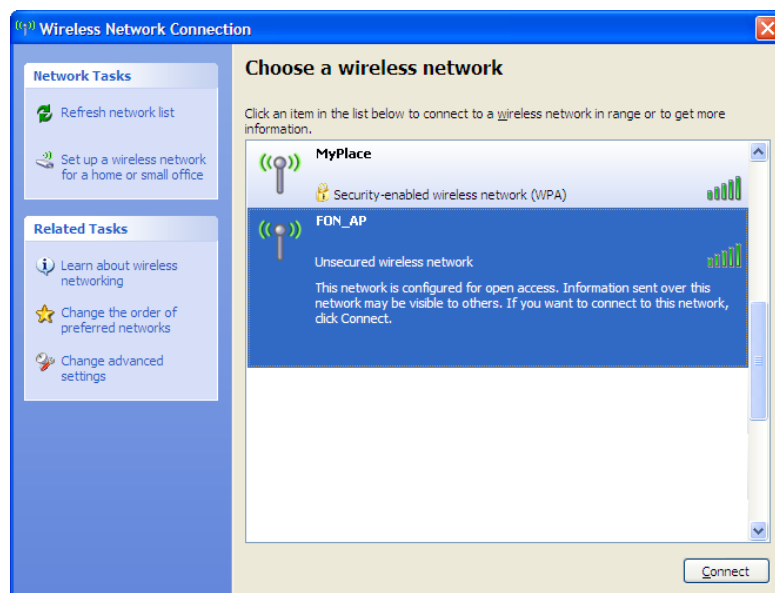 Wireless Network Connection
Network Tasks
Refresh network list
Set up a wireless network
for a home or small office
Related Tasks
Learn about wireless
networking
Change the order of
preferred networks
Change advanced
settings
Choose a wireless network
Click an item in the list below to connect to a wireless network in range or to get more
information.
MyPlace
Security-enabled wireless network (WPA)
FON_AP
Unsecured wireless network
This network is configured for open access. Information sent over this
network may be visible to others. If you want to connect to this network,
click Connect.
Connect